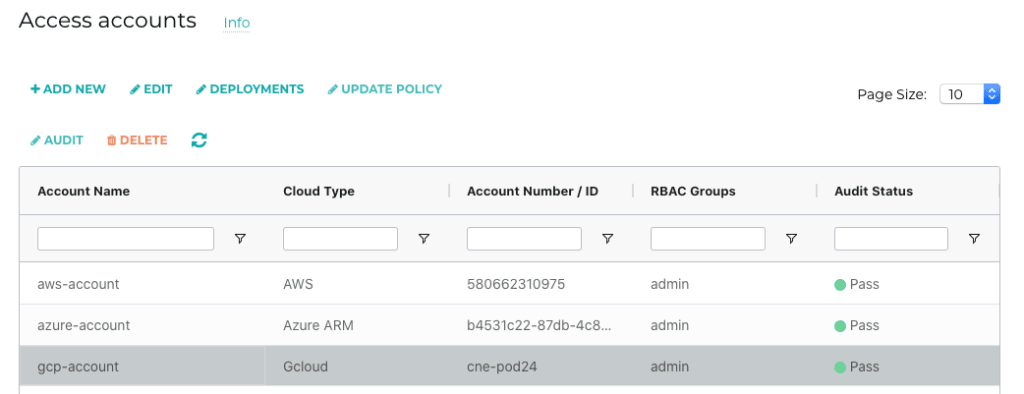 Access accounts Info
+ ADD NEW EDIT DEPLOYMENTS UPDATE POLICY
Page Size: 10
AUDIT DELETE
Account Name Cloud Type Account Number / ID RBAC Groups Audit Status
aws-account AWS 580662310975 admin Pass
azure-account Azure ARM b4531c22-87db-4c8... admin Pass
gcp-account Gcloud cne-pod24 admin Pass